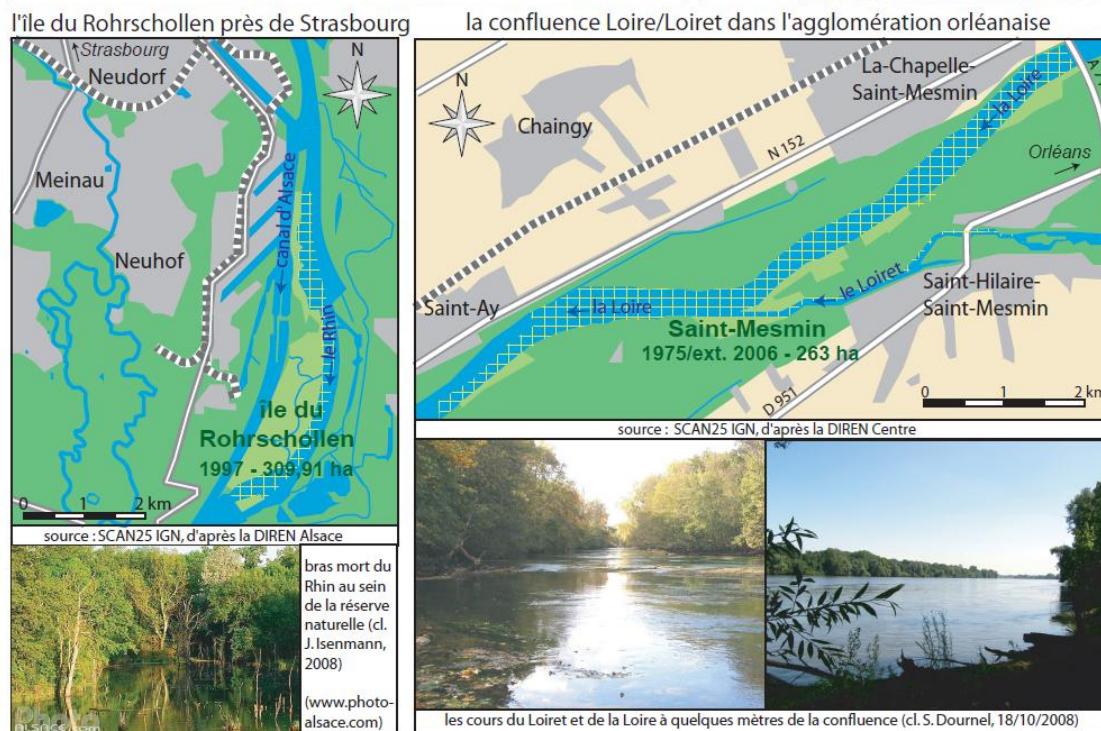 l'île du Rohrschollen près de Strasbourg
Strasbourg
Neudorf
N
Meinau
Neuhof
canal d'Alsace
le Rhin
île du
Rohrschollen
1997 - 309,91 ha
0 1 2 km
source : SCAN25 IGN, d'après la DIREN Alsace
bras mort du
Rhin au sein
de la réserve
naturelle (cl.
J. Isenmann,
2008)
(www.photo-
alsace.com)
alsace.com
la confluence Loire/Loiret dans l'agglomération orléanaise
N
La-Chapelle-
Saint-Mesmin
la Loire
Chaingy
N 152
Orléans
Saint-Ay
la Loire
le Loiret
Saint-Hilaire-
Saint-Mesmin
Saint-Mesmin
1975/ext. 2006 - 263 ha
D 951
0 1 2 km
source : SCAN25 IGN, d'après la DIREN Centre
les cours du Loiret et de la Loire à quelques mètres de la confluence (cl. S. Dournel, 18/10/2008)